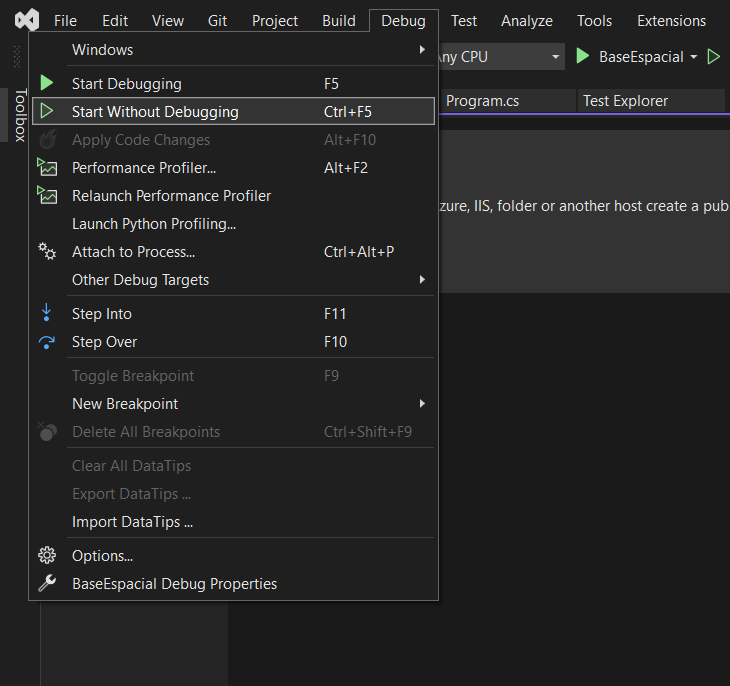 File Edit View Git Project Build Debug Test Analyze Tools Extensions
Windows
ny CPU BaseEspacial
Start Debugging F5
Program.cs Test Explorer
Start Without Debugging Ctrl+F5
Toolbox
Apply Code Changes Alt+F10
Performance Profiler... Alt+F2
Relaunch Performance Profiler
zure, IIS, folder or another host create a pub
Launch Python Profiling...
Attach to Process... Ctrl+Alt+P
Other Debug Targets
Step Into F11
Step Over F10
Toggle Breakpoint F9
New Breakpoint
Delete All Breakpoints Ctrl+Shift+F9
Clear All DataTips
Export DataTips ...
Import DataTips ...
Options...
BaseEspacial Debug Properties